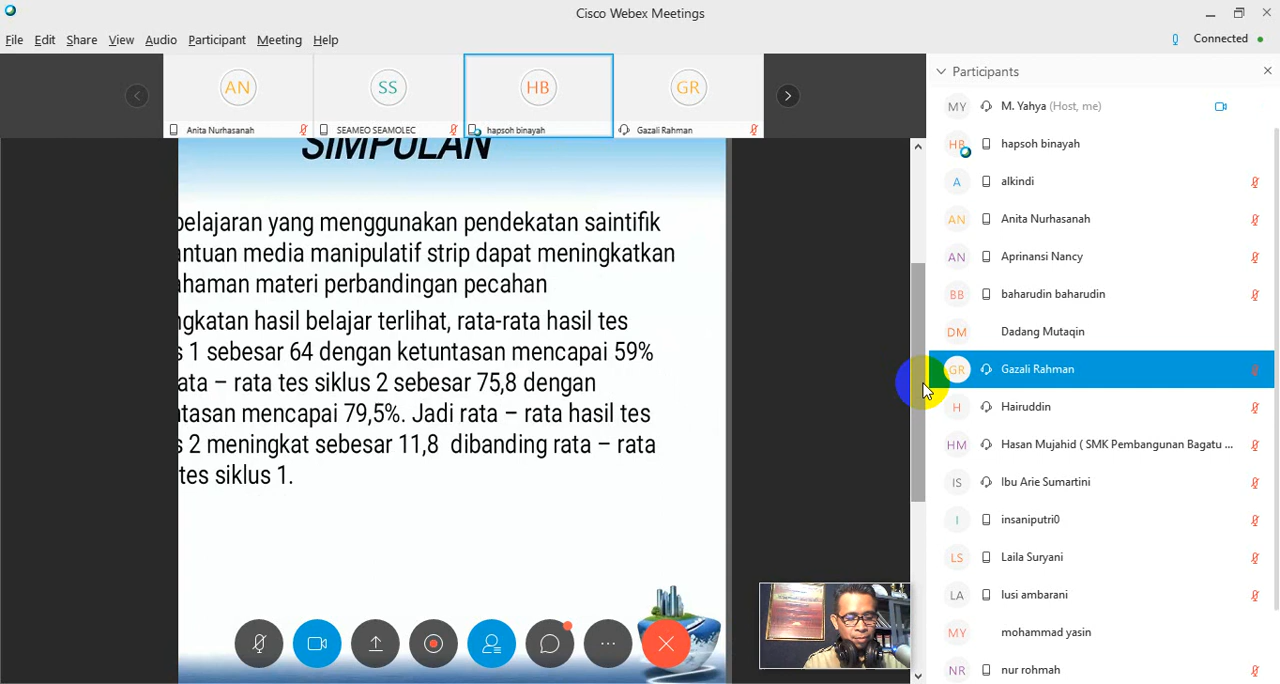 Cisco Webex Meetings
File Edit Share View Audio Participant Meeting Help
Connected
AN
SS
HB
GR
Anita Nurhasanah
SEAMEO SEAMOLEC
hapsoh binayah
Gazali Rahman
SIMPULAN
belajaran yang menggunakan pendekatan saintifik
antuan media manipulatif strip dapat meningkatkan
ahaman materi perbandingan pecahan
ngkatan hasil belajar terlihat, rata-rata hasil tes
s 1 sebesar 64 dengan ketuntasan mencapai 59%
ata – rata tes siklus 2 sebesar 75,8 dengan
ntasan mencapai 79,5%. Jadi rata – rata hasil tes
s 2 meningkat sebesar 11,8 dibanding rata – rata
tes siklus 1.
Participants
MY M. Yahya (Host, me)
HB hapsoh binayah
A alkindi
AN Anita Nurhasanah
AN Aprinansi Nancy
BB baharudin baharudin
DM Dadang Mutaqin
GR Gazali Rahman
H Hairuddin
HM Hasan Mujahid ( SMK Pembangunan Bagatu ...
IS Ibu Arie Sumartini
I insaniputri0
LS Laila Suryani
LA lusi ambarani
MY mohammad yasin
NR nur rohmah